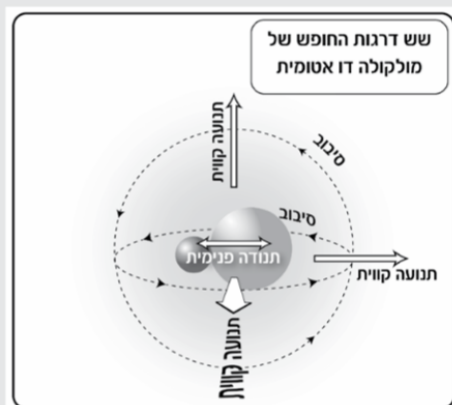 שש דרגות החופש של
מולקולה דו אטומית
תנועה קווית
סיבוב
סיבוב
תנודה פנימית
תנועה קווית
תנועה קווית